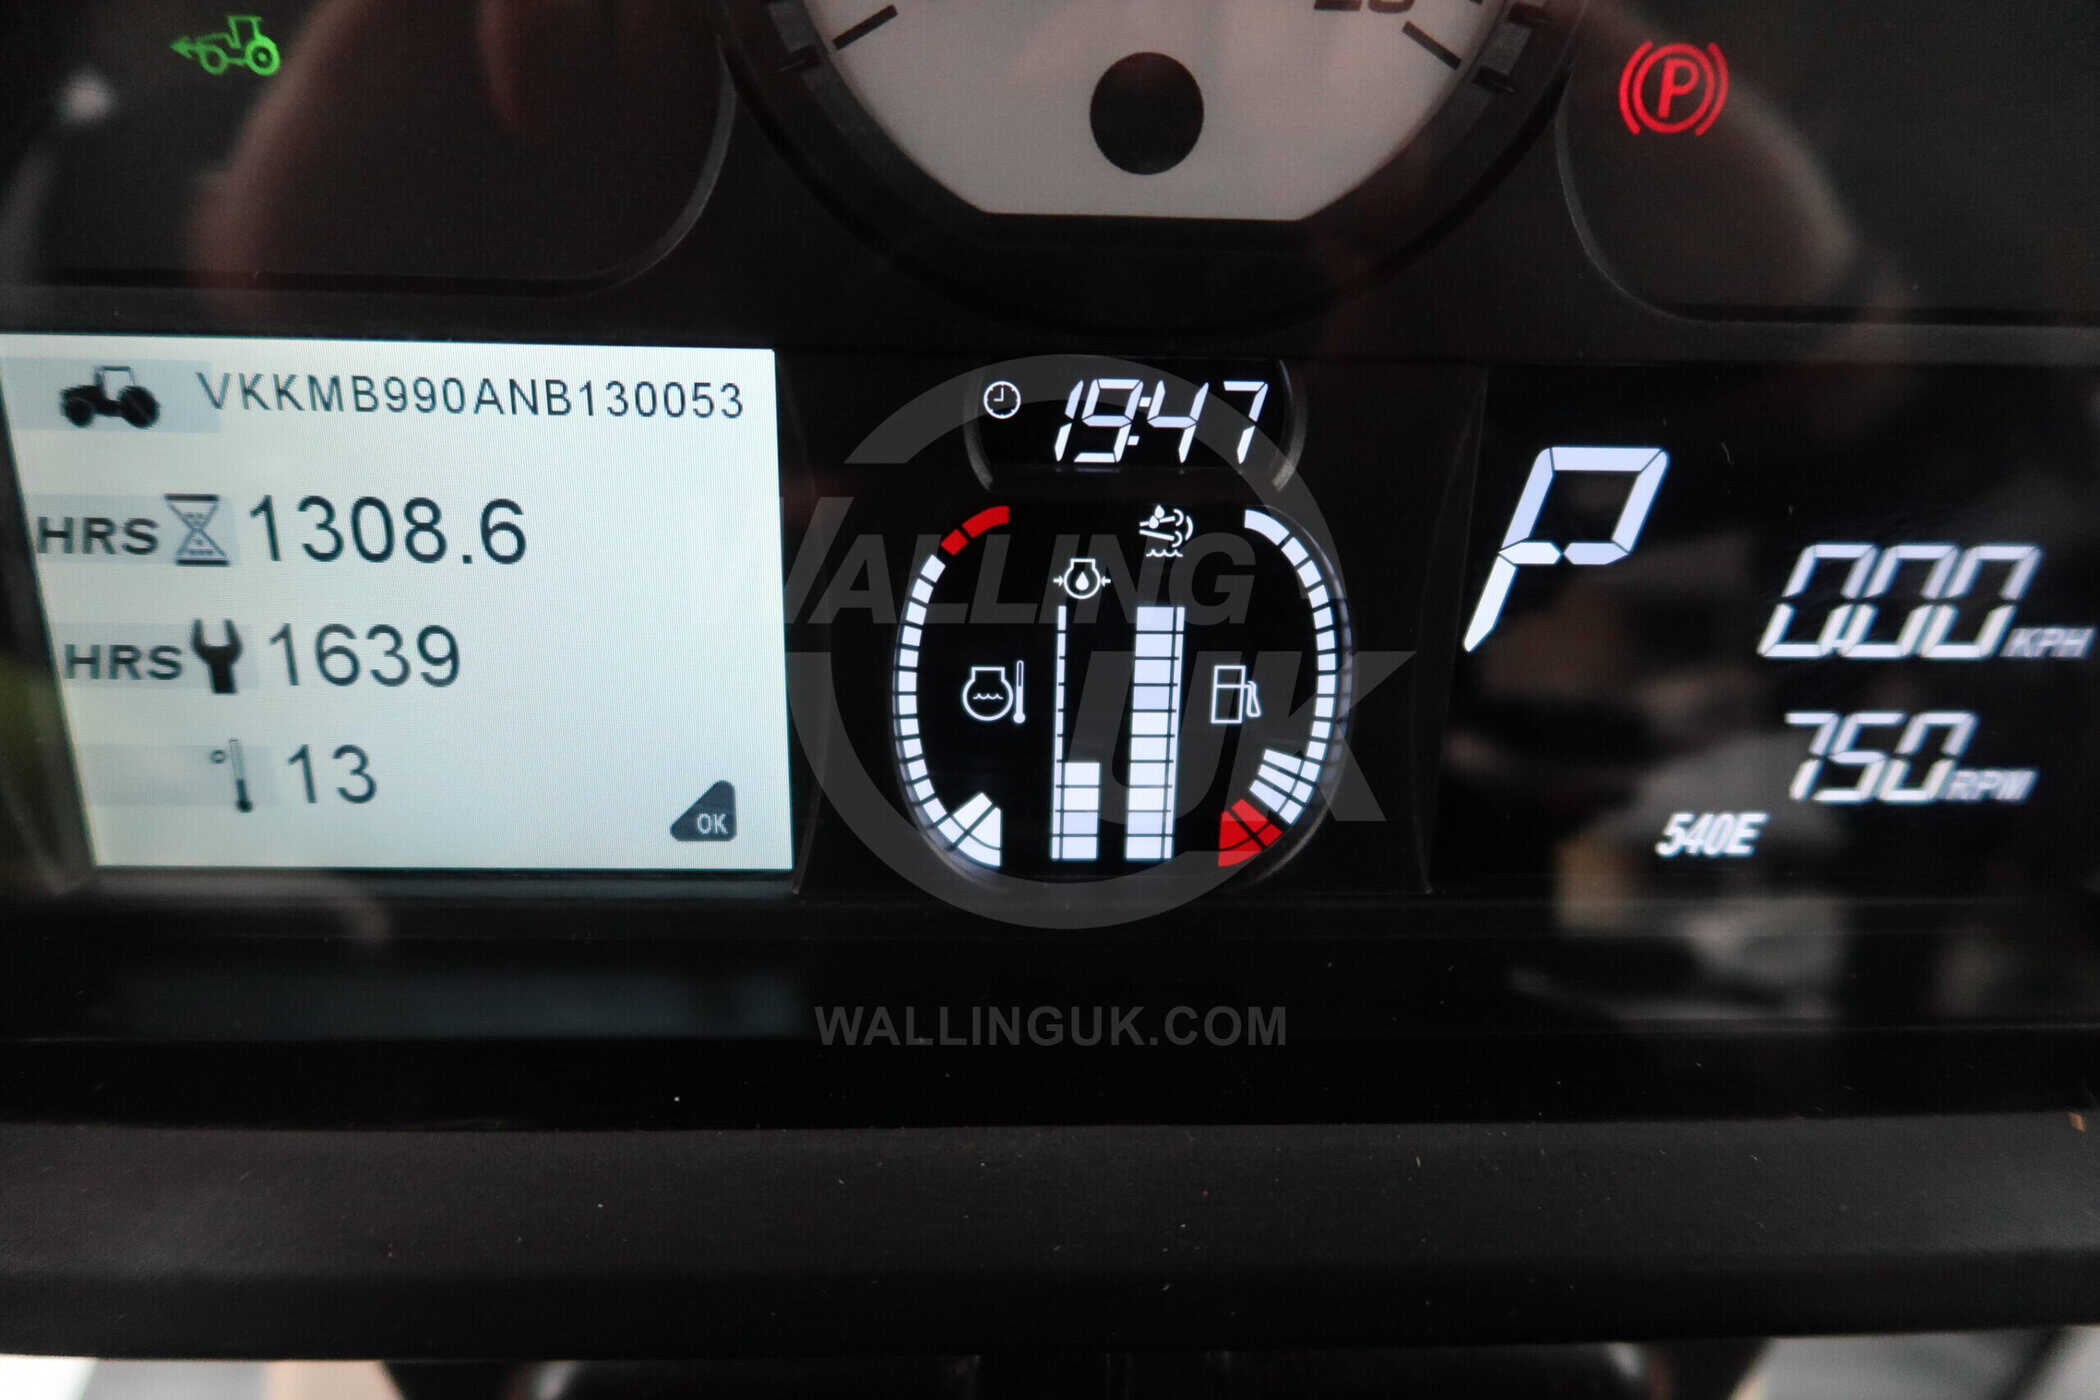 VKKMB990ANB130053
HRS 1308.6
HRS 1639
° 13
OK
19:47
P
P
0.00 KPH
750 RPM
540E
WALLING
UK
WALLINGUK.COM